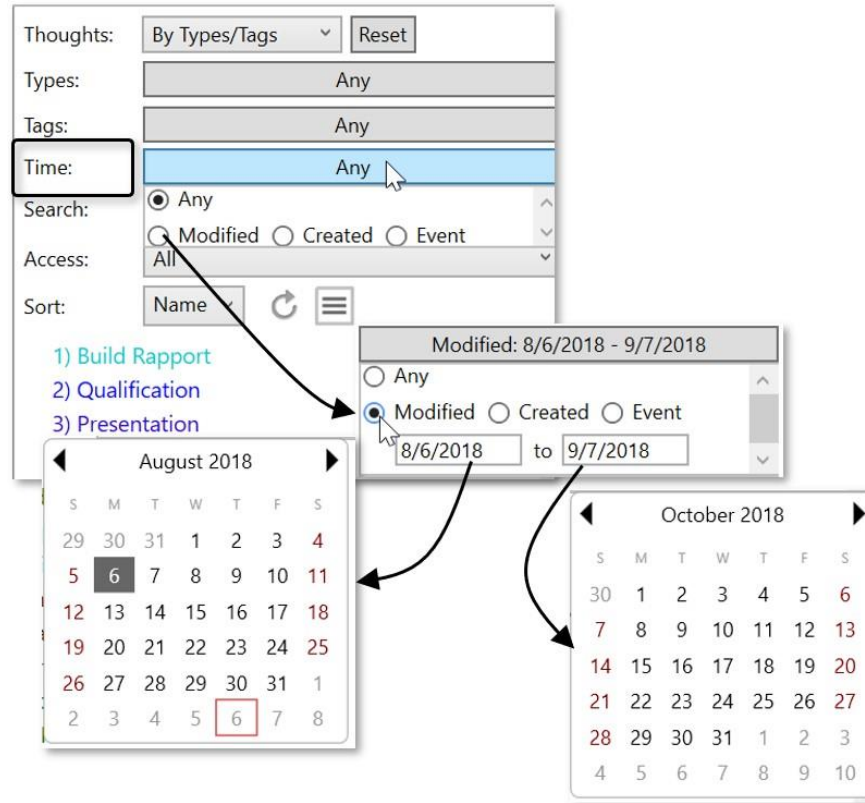 Thoughts: By Types/Tags Reset
Types: Any
Tags: Any
Time: Any
Search: Any
Modified Created Event
Access: All
Sort: Name
1) Build Rapport
2) Qualification
3) Presentation
Modified: 8/6/2018 - 9/7/2018
Any
Modified Created Event
8/6/2018 to 9/7/2018
August 2018
S M T W T F S
29 30 31 1 2 3 4
5 6 7 8 9 10 11
12 13 14 15 16 17 18
19 20 21 22 23 24 25
26 27 28 29 30 31 1
2 3 4 5 6 7 8
October 2018
S M T W T F S
30 1 2 3 4 5 6
7 8 9 10 11 12 13
14 15 16 17 18 19 20
21 22 23 24 25 26 27
28 29 30 31 1 2 3
4 5 6 7 8 9 10